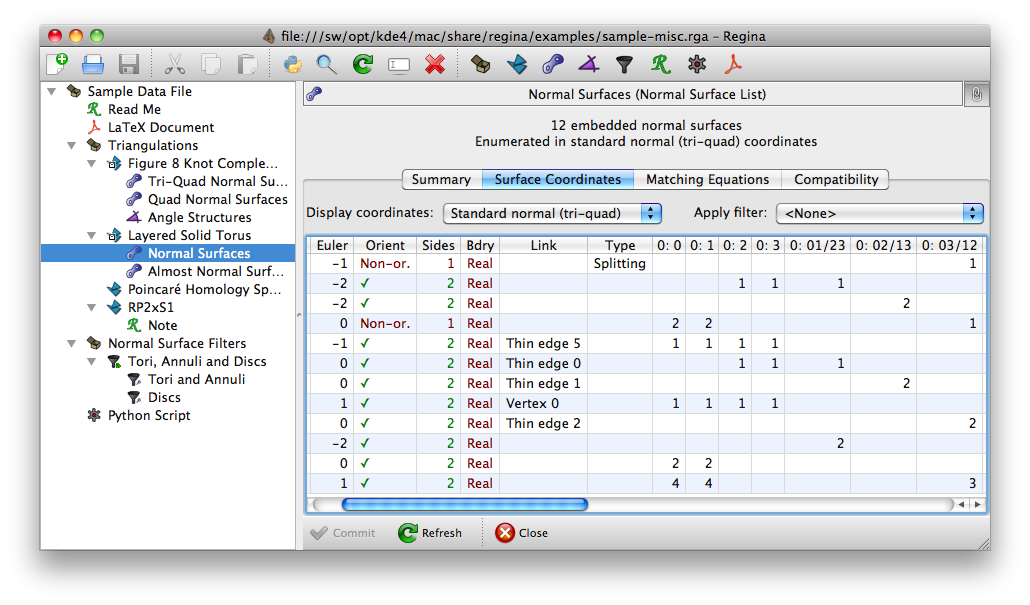 file:///sw/opt/kde4/mac/share/regina/examples/sample-misc.rga – Regina
Sample Data File
Read Me
LaTeX Document
Triangulations
Figure 8 Knot Comple...
Tri-Quad Normal Su...
Quad Normal Surfaces
Angle Structures
Layered Solid Torus
Normal Surfaces
Almost Normal Surf...
Poincaré Homology Sp...
RP2xS1
Note
Normal Surface Filters
Tori, Annuli and Discs
Tori and Annuli
Discs
Python Script
Normal Surfaces (Normal Surface List)
12 embedded normal surfaces
Enumerated in standard normal (tri-quad) coordinates
Summary Surface Coordinates Matching Equations Compatibility
Display coordinates: Standard normal (tri-quad) Apply filter: <None>
Euler Orient Sides Bdry Link Type 0: 0 0: 1 0: 2 0: 3 0: 01/23 0: 02/13 0: 03/12
-1 Non-or. 1 Real Splitting 1
-2 ✓ 2 Real 1 1 1
-2 ✓ 2 Real 2
0 Non-or. 1 Real 2 2 1
-1 ✓ 2 Real Thin edge 5 1 1 1 1
0 ✓ 2 Real Thin edge 0 1 1 1
0 ✓ 2 Real Thin edge 1 2
1 ✓ 2 Real Vertex 0 1 1 1 1
0 ✓ 2 Real Thin edge 2 2
-2 ✓ 2 Real 2
0 ✓ 2 Real 2 2
1 ✓ 2 Real 4 4 3
Commit Refresh Close